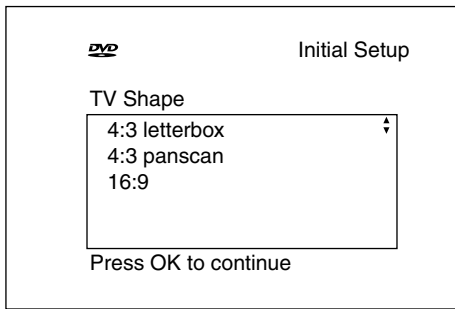 DVD
Initial Setup
TV Shape
4:3 letterbox
4:3 panscan
16:9
Press OK to continue